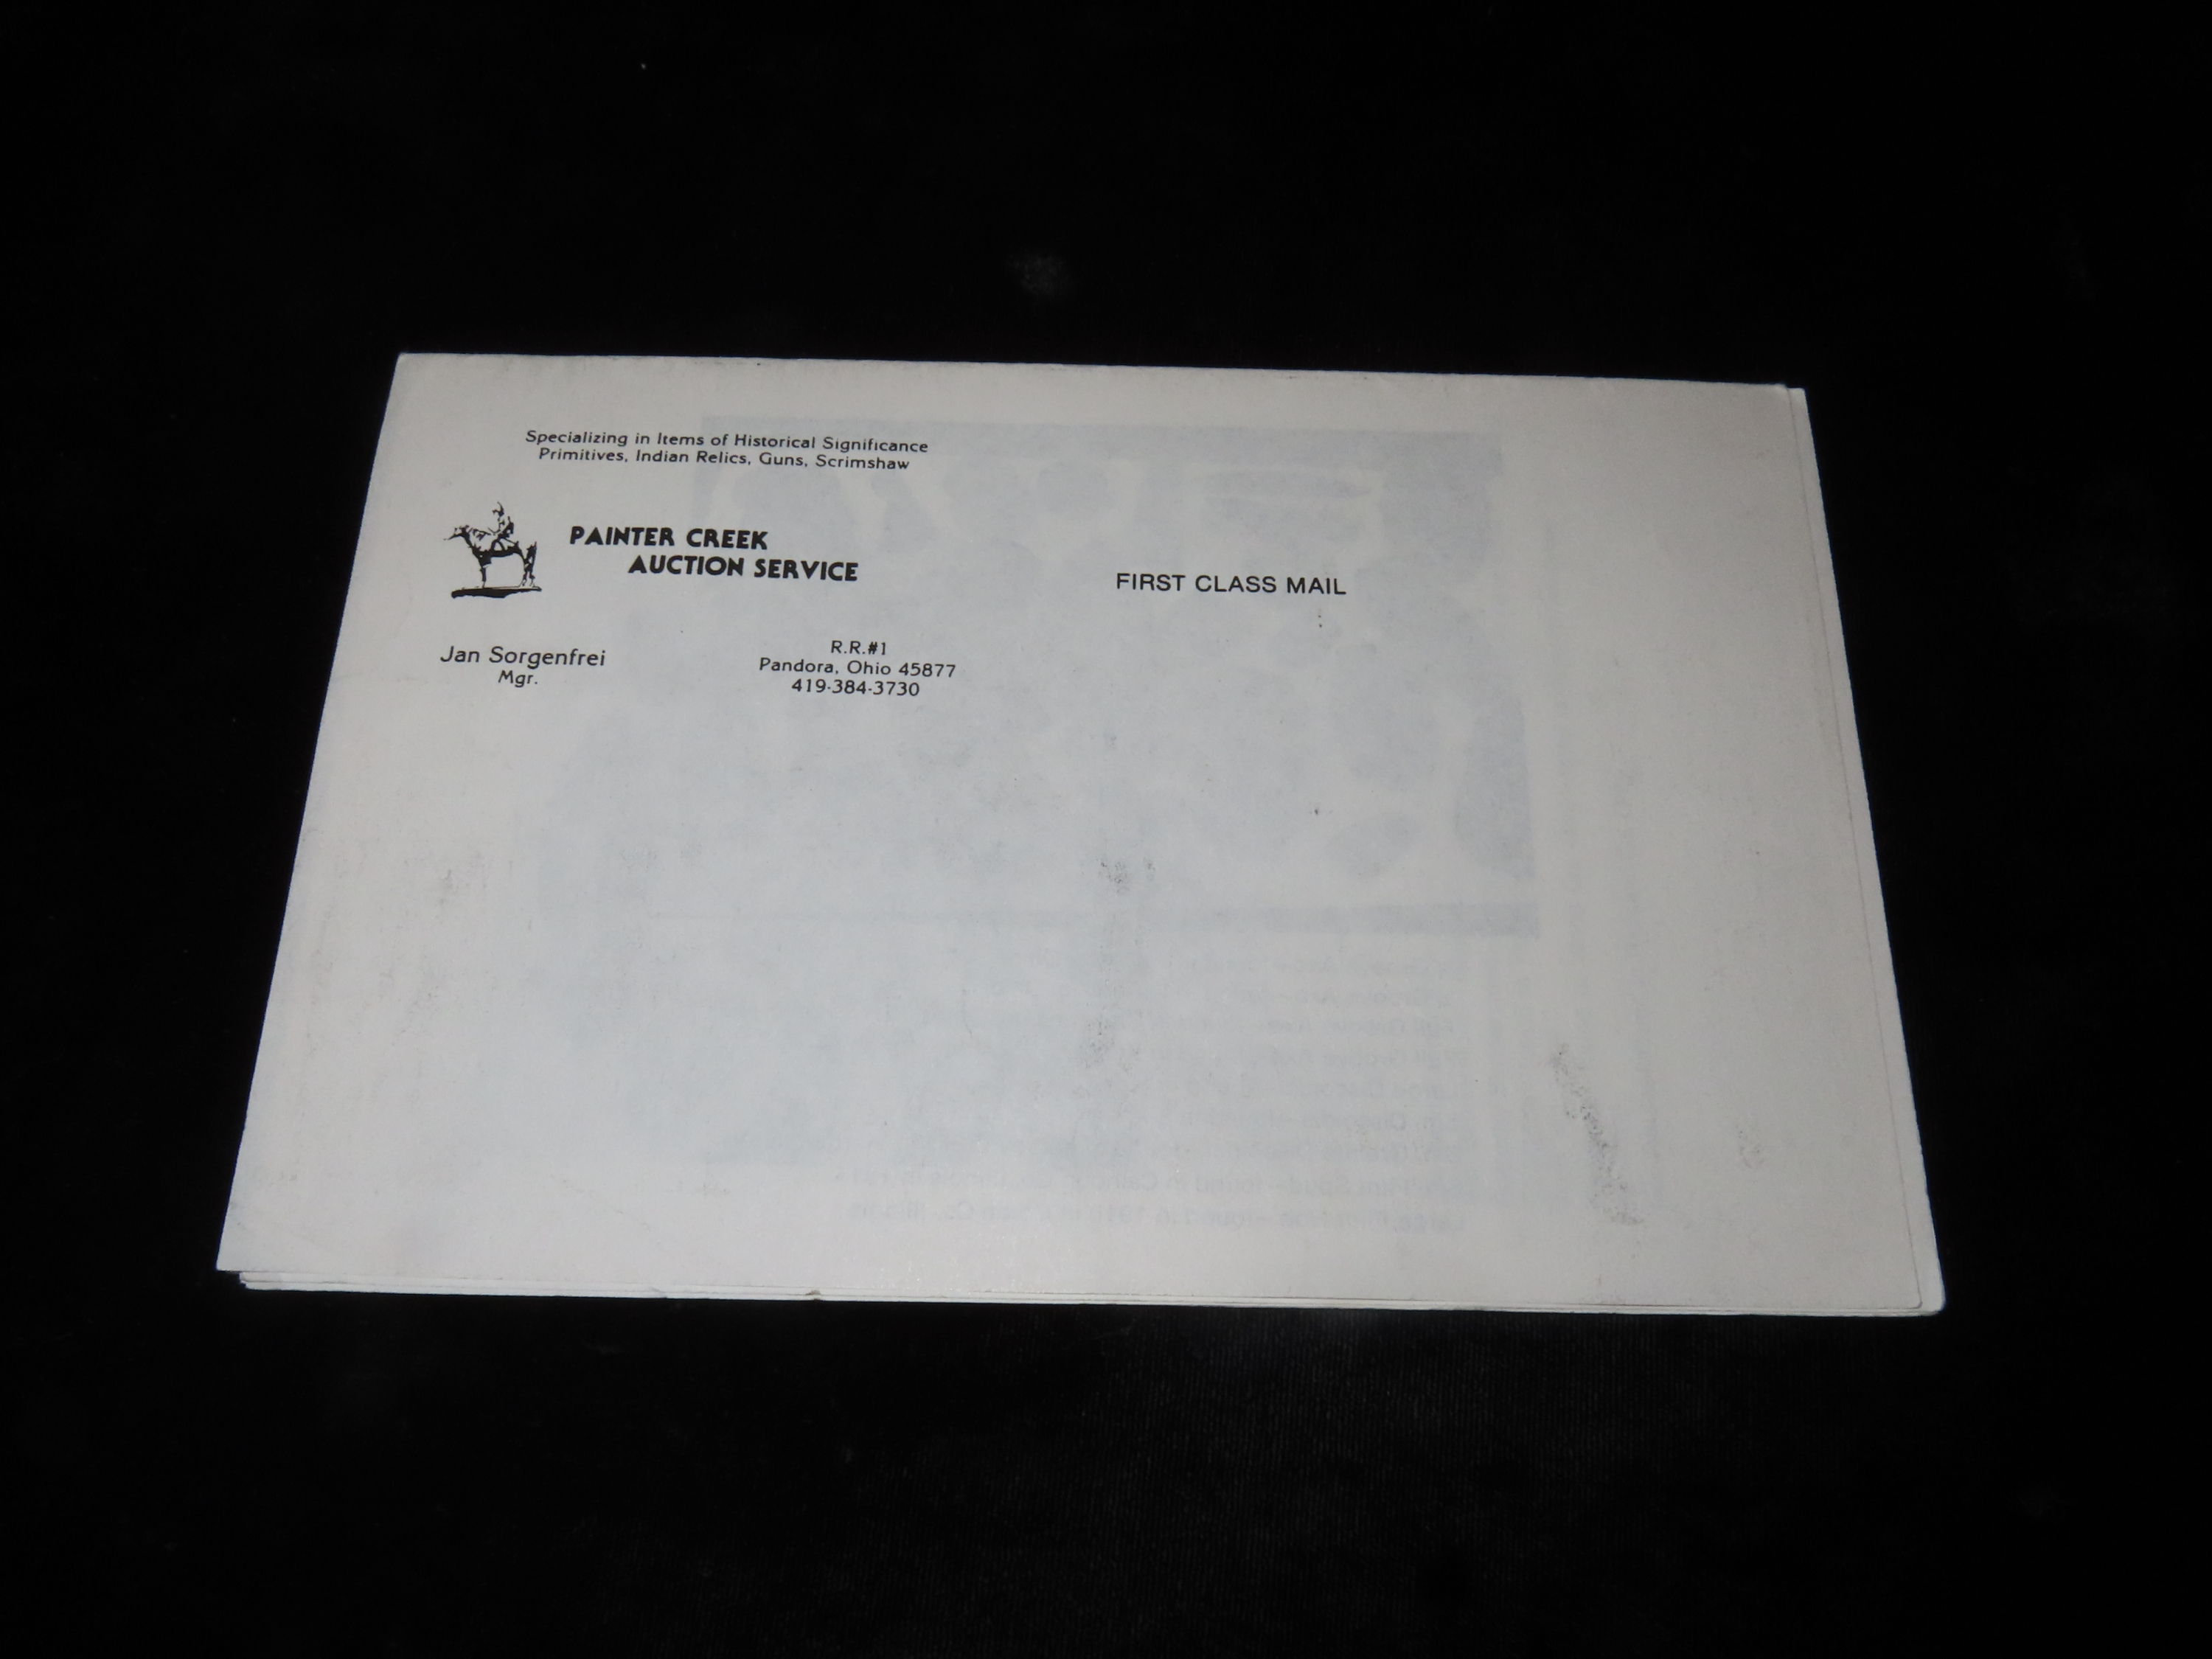 Specializing in Items of Historical Significance
Primitives, Indian Relics, Guns, Scrimshaw
PAINTER CREEK
AUCTION SERVICE
FIRST CLASS MAIL
Jan Sorgenfrei
Mgr.
R.R.#1
Pandora, Ohio 45877
419-384-3730